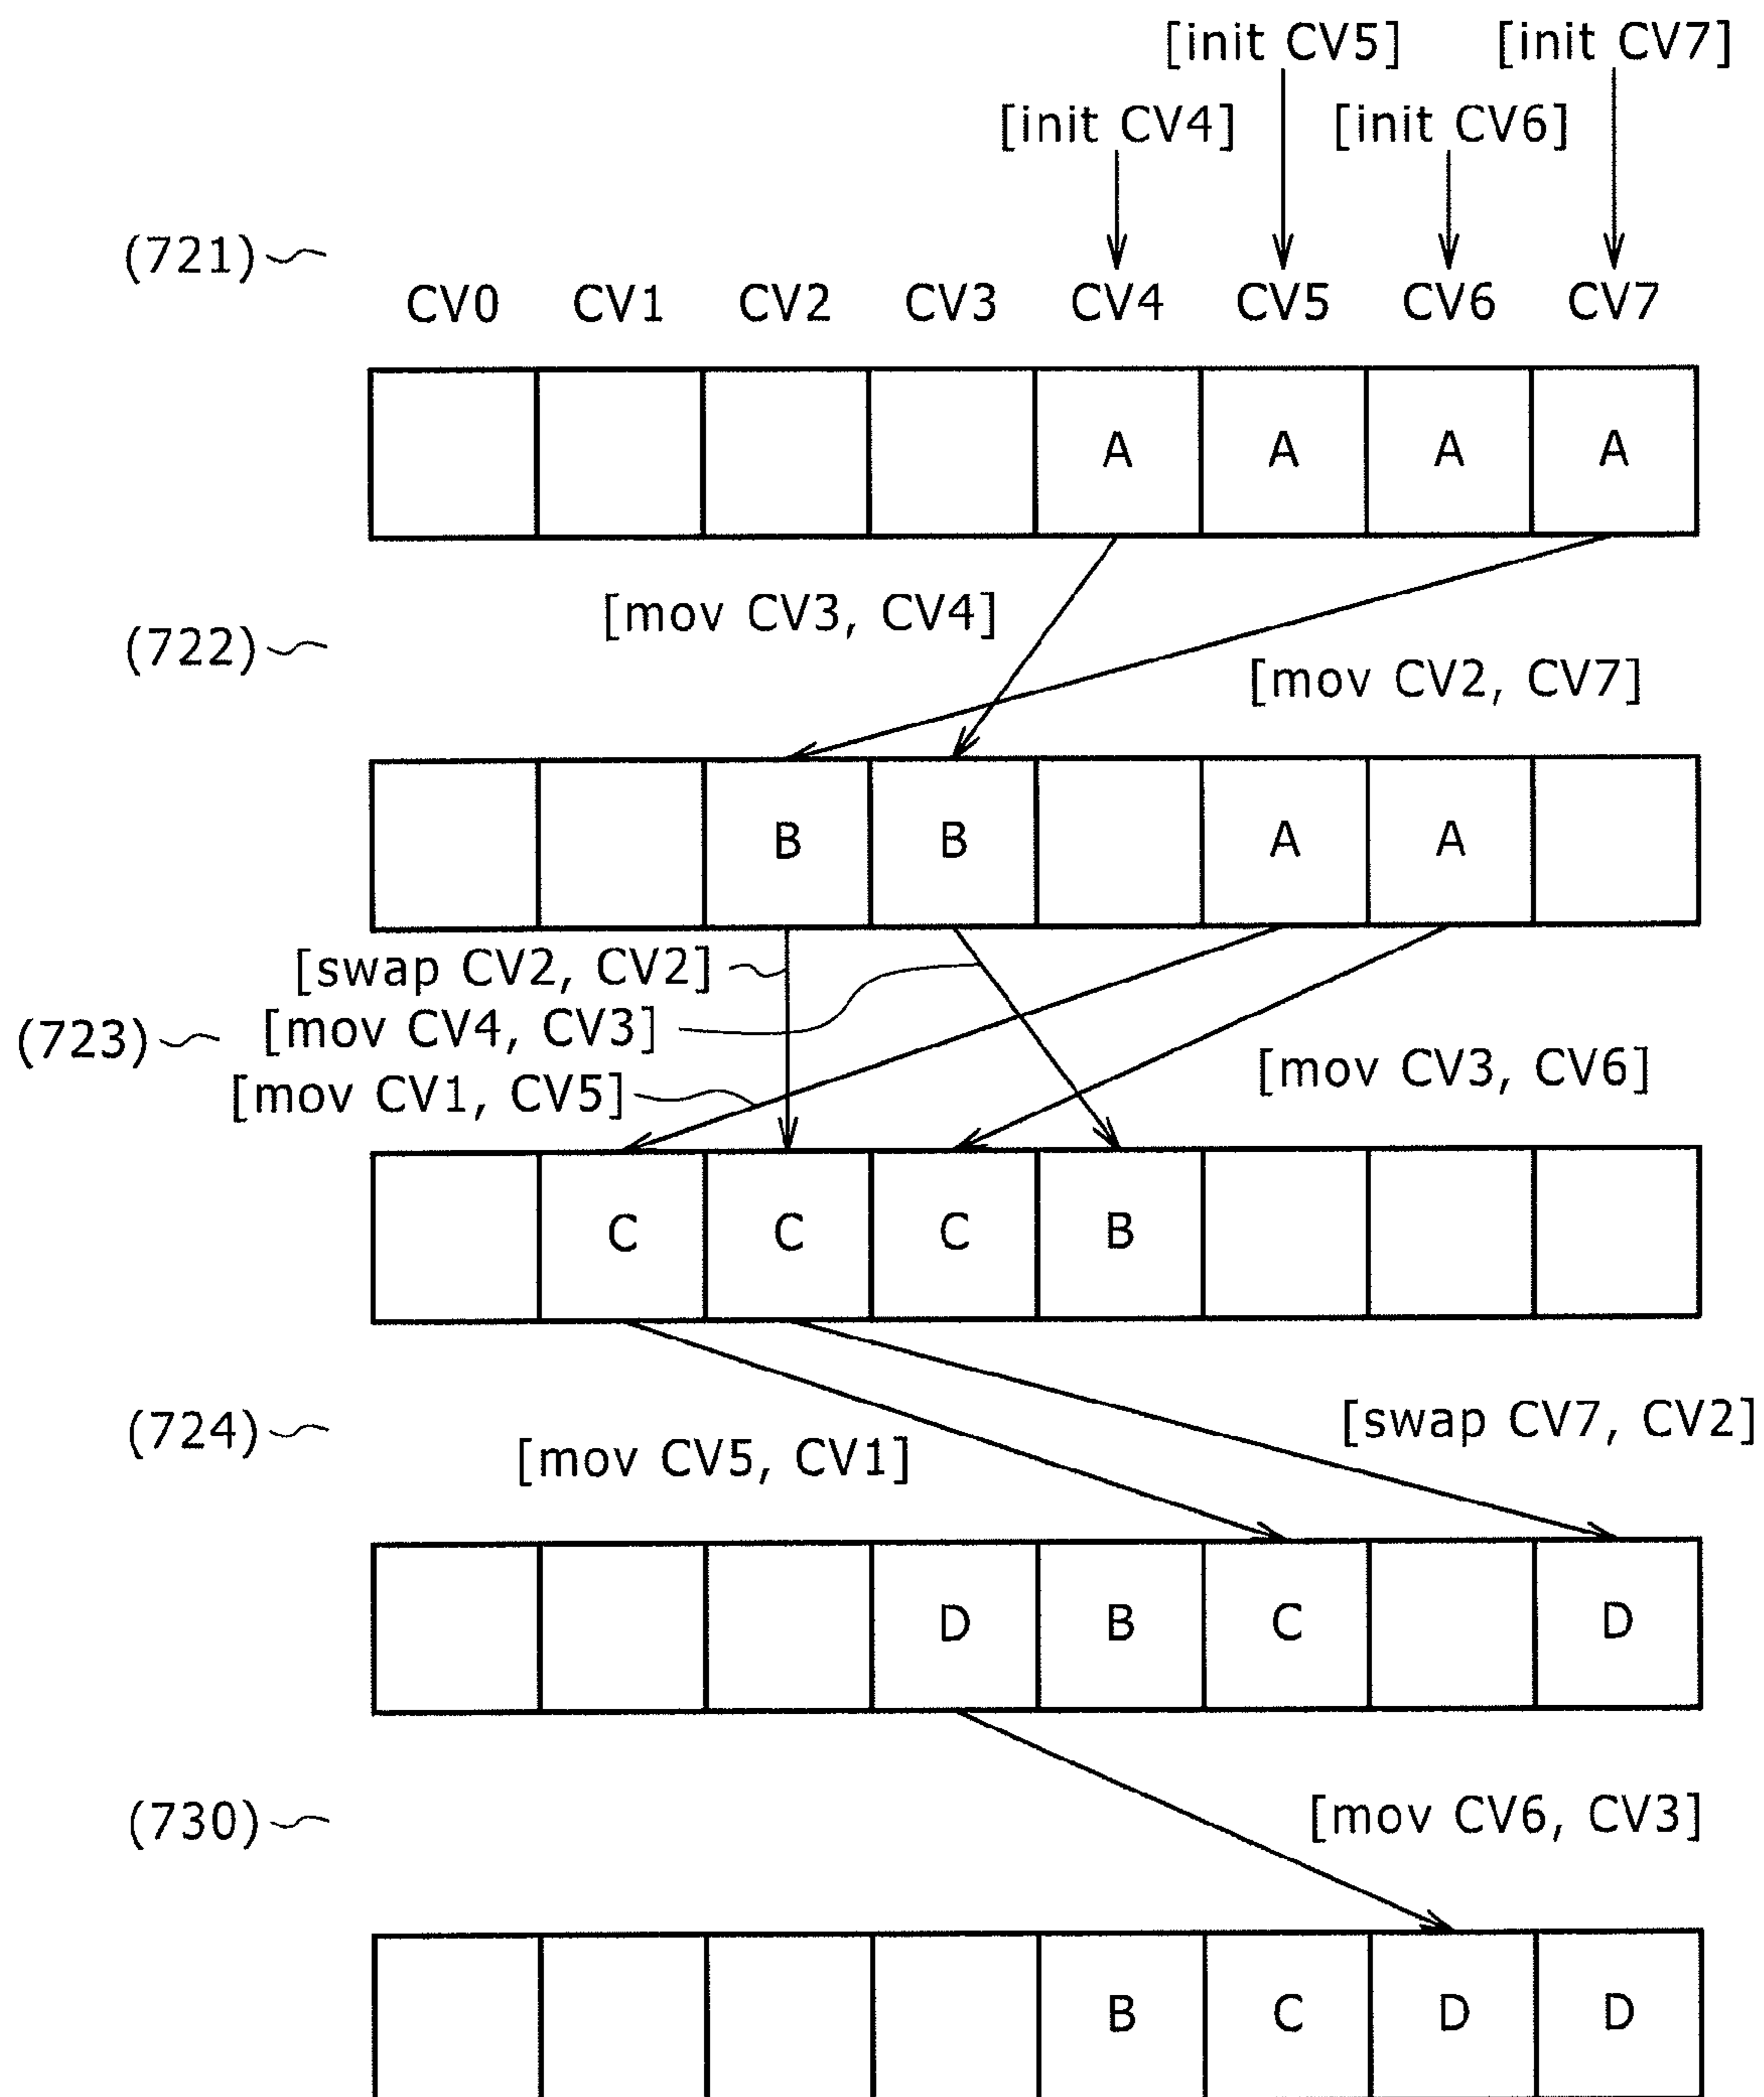 [init CV5] [init CV7]
[init CV4] [init CV6]
(721)
CV0 CV1 CV2 CV3 CV4 CV5 CV6 CV7
A A A A
[mov CV3, CV4]
(722)
[mov CV2, CV7]
B B A A
[swap CV2, CV2]
[mov CV4, CV3]
(723)
[mov CV3, CV6]
[mov CV1, CV5]
C C C B
(724)
[swap CV7, CV2]
[mov CV5, CV1]
D B C D
(730)
[mov CV6, CV3]
B C D D